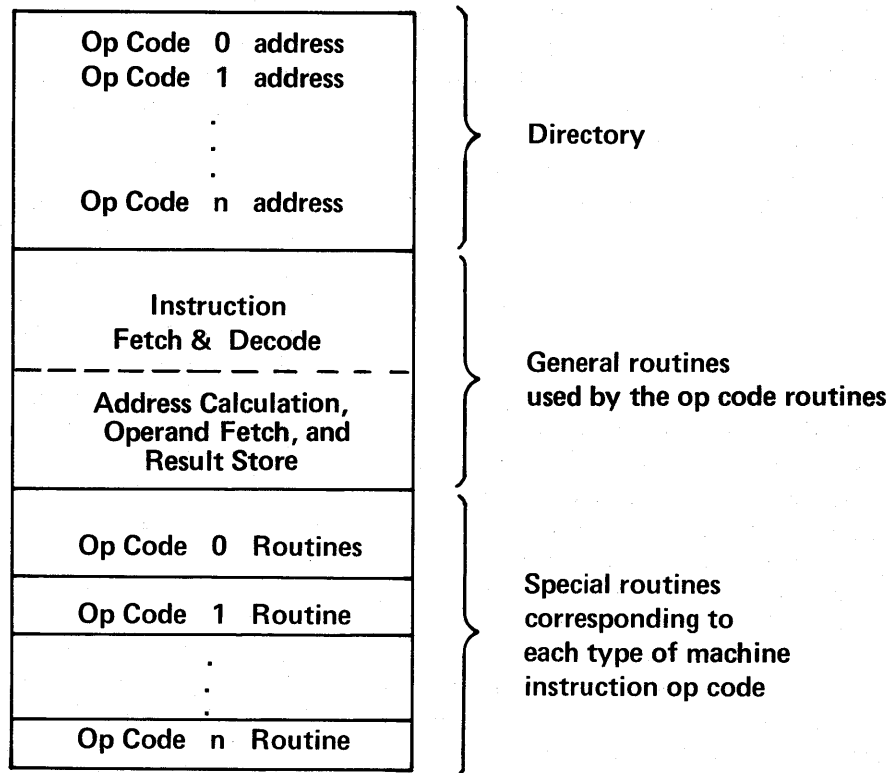 Op Code 0 address
Op Code 1 address
.
.
.
Op Code n address
Directory
Instruction
Fetch & Decode
Address Calculation,
Operand Fetch, and
Result Store
General routines
used by the op code routines
Op Code 0 Routines
Op Code 1 Routine
.
.
.
Op Code n Routine
Special routines
corresponding to
each type of machine
instruction op code